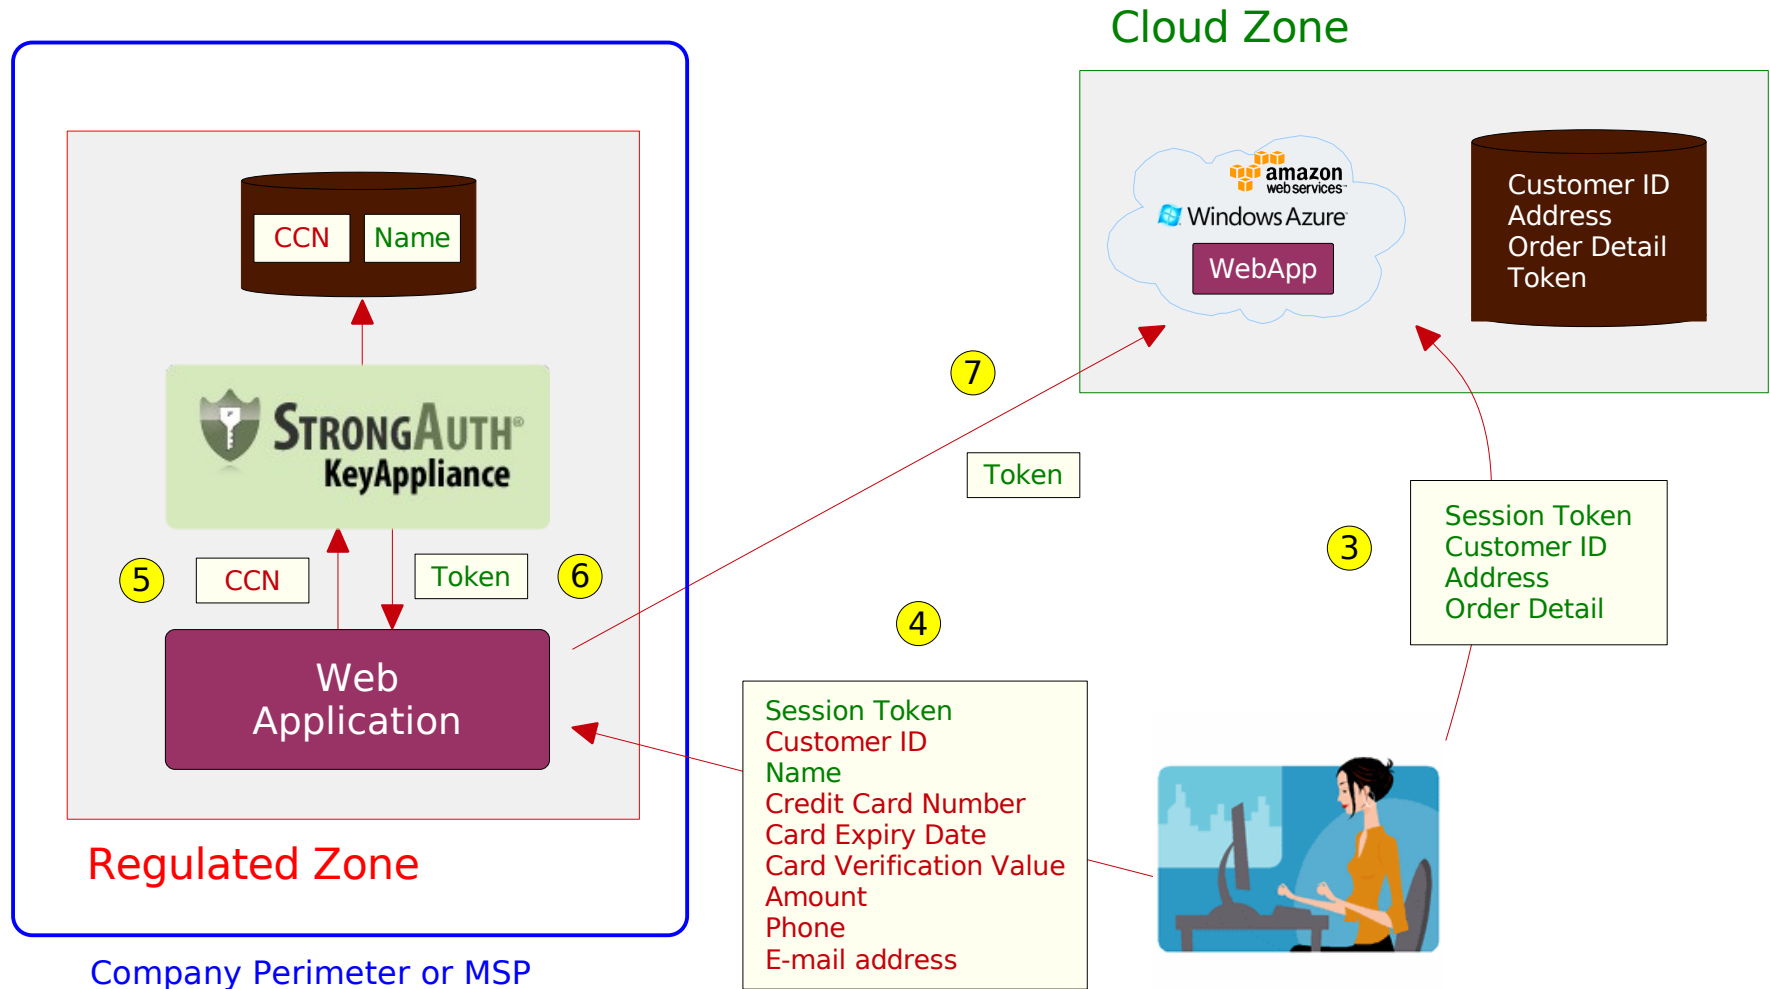 Cloud Zone
amazon
web services™
Windows Azure
WebApp
Customer ID
Address
Order Detail
Token
CCN
Name
STRONGAUTH®
KeyAppliance
7
Token
3
Session Token
Customer ID
Address
Order Detail
5
CCN
Token
6
4
Web
Application
Session Token
Customer ID
Name
Credit Card Number
Card Expiry Date
Card Verification Value
Amount
Phone
E-mail address
Regulated Zone
Company Perimeter or MSP